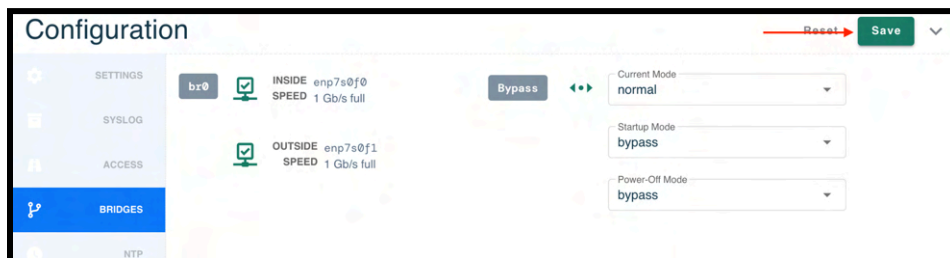 Configuration
Reset
Save
SETTINGS
SYSLOG
ACCESS
BRIDGES
NTP
br0
INSIDE enp7s0f0
SPEED 1 Gb/s full
OUTSIDE enp7s0f1
SPEED 1 Gb/s full
Bypass
Current Mode
normal
Startup Mode
bypass
Power-Off Mode
bypass